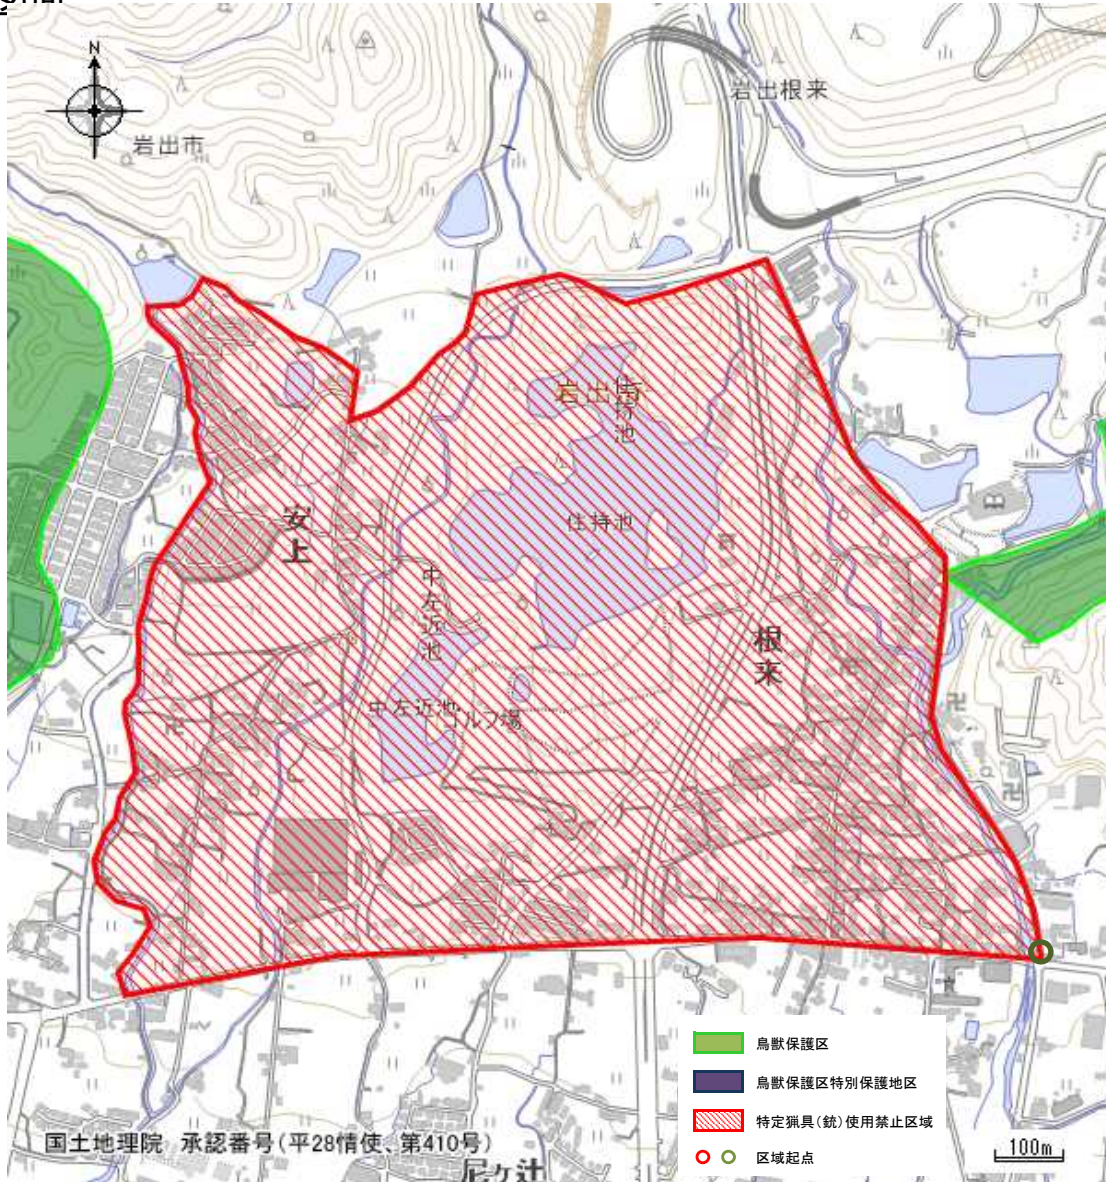 N
岩出市
岩出根来
岩出市
住持池
住持池
安上
中左近池
根来
中左近池
ゴルフ場
鳥獣保護区
鳥獣保護区特別保護地区
特定猟具(銃)使用禁止区域
区域起点
100m
国土地理院 承認番号(平28情使、第410号)
尼ヶ辻